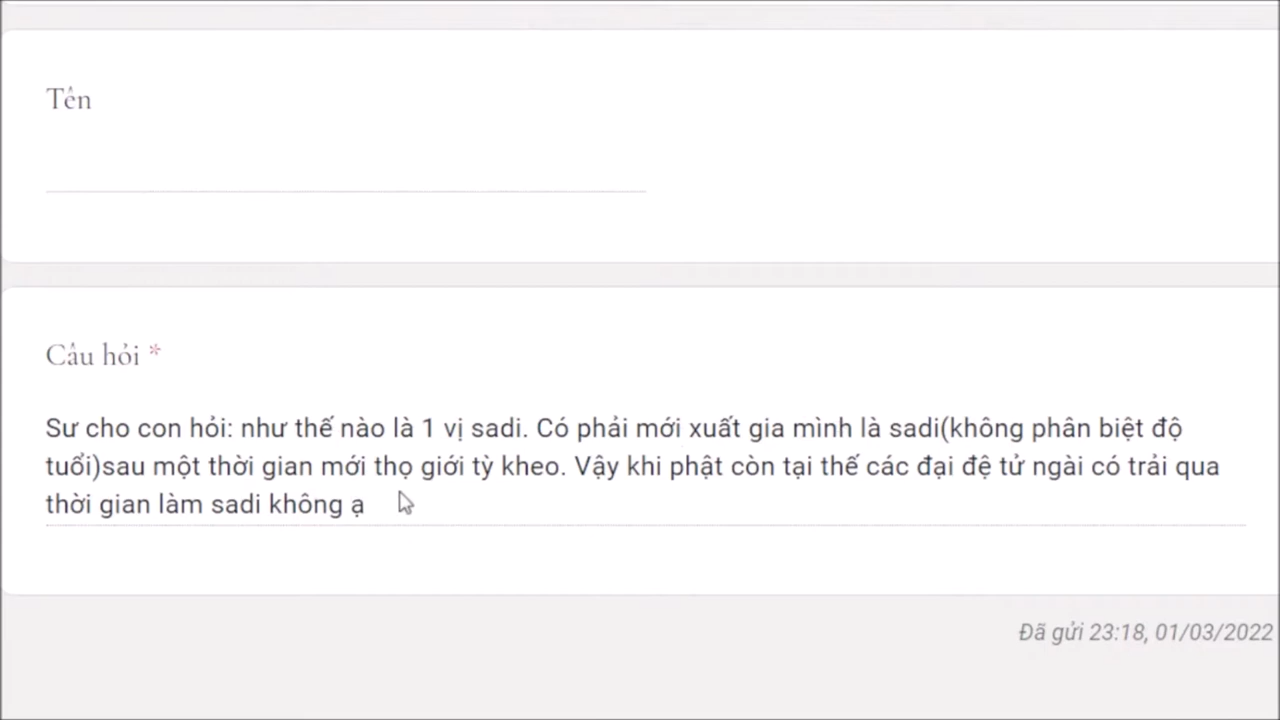 Tên
Câu hỏi *
Sư cho con hỏi: như thế nào là 1 vị sadi. Có phải mới xuất gia mình là sadi(không phân biệt độ
tuổi)sau một thời gian mới thọ giới tỳ kheo. Vậy khi phật còn tại thế các đại đệ tử ngài có trải qua
thời gian làm sadi không ạ
Đã gửi 23:18, 01/03/2022